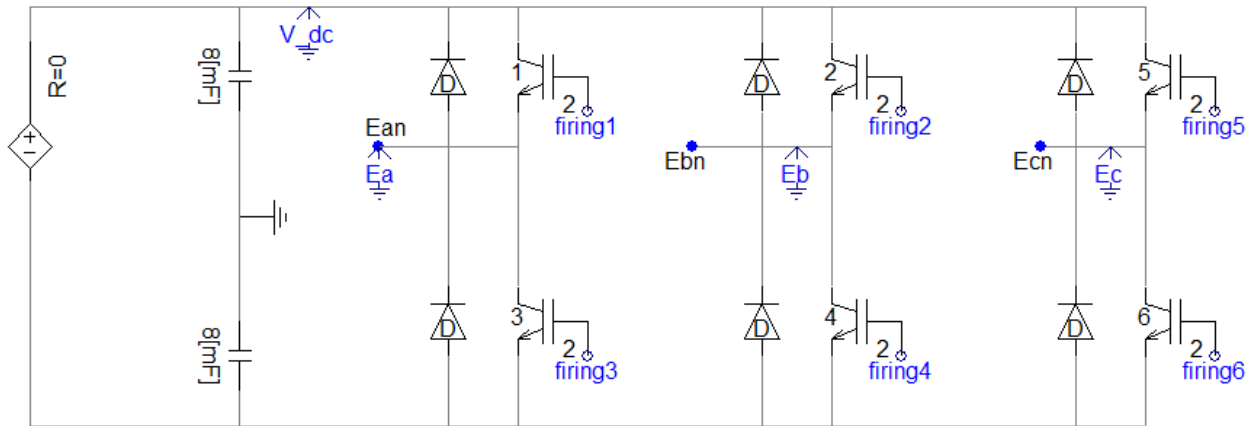 V_dc
R=0
8[mF]
D
1
2
firing1
D
2
2
firing2
D
5
2
firing5
Ean
Ea
Ebn
Eb
Ecn
Ec
8[mF]
D
3
2
firing3
D
4
2
firing4
D
6
2
firing6